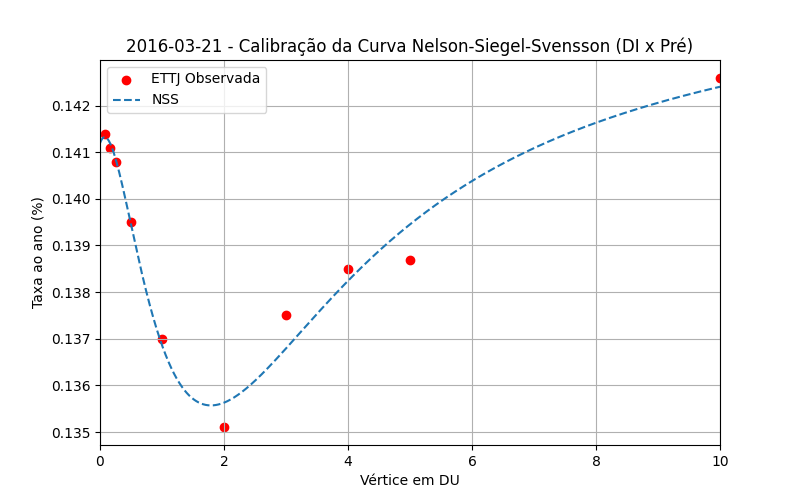 2016-03-21 - Calibração da Curva Nelson-Siegel-Svensson (DI x Pré)
ETTJ Observada
NSS
Taxa ao ano (%)
0.142
0.141
0.140
0.139
0.138
0.137
0.136
0.135
0 2 4 6 8 10
Vértice em DU